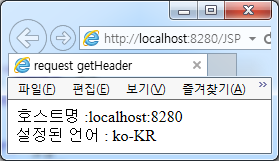 http://localhost:8280/JSP
request getHeader
파일(F) 편집(E) 보기(V) 즐겨찾기(A) »
호스트명 :localhost:8280
설정된 언어 : ko-KR